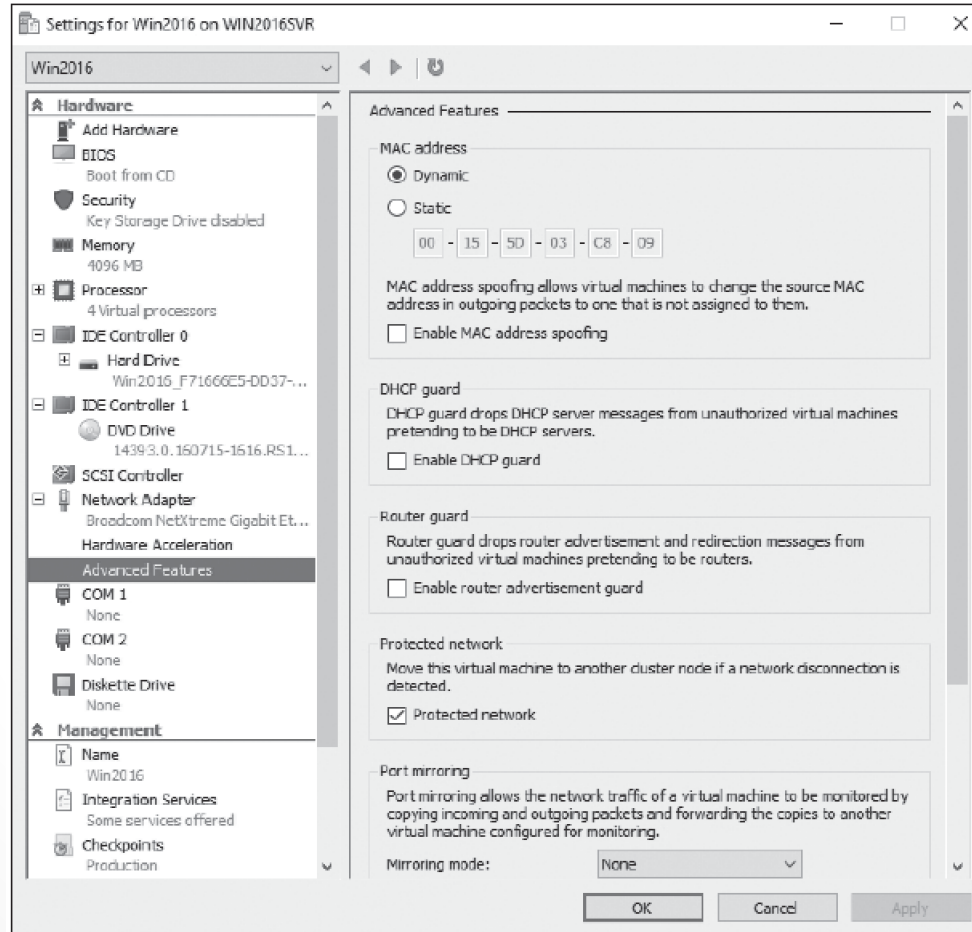 Settings for Win2016 on WIN2016SVR
Win2016
Hardware
Add Hardware
BIOS
Boot from CD
Security
Key Storage Drive disabled
Memory
4096 MB
Processor
4 Virtual processors
IDE Controller 0
Hard Drive
Win2016_F71666E5-DD37-...
IDE Controller 1
DVD Drive
14393.0.160715-1616.RS1...
SCSI Controller
Network Adapter
Broadcom NetXtreme Gigabit Et...
Hardware Acceleration
Advanced Features
COM 1
None
COM 2
None
Diskette Drive
None
Management
Name
Win2016
Integration Services
Some services offered
Checkpoints
Production
Advanced Features
MAC address
Dynamic
Static
00 - 15 - 5D - 03 - C8 - 09
MAC address spoofing allows virtual machines to change the source MAC
address in outgoing packets to one that is not assigned to them.
Enable MAC address spoofing
DHCP guard
DHCP guard drops DHCP server messages from unauthorized virtual machines
pretending to be DHCP servers.
Enable DHCP guard
Router guard
Router guard drops router advertisement and redirection messages from
unauthorized virtual machines pretending to be routers.
Enable router advertisement guard
Protected network
Move this virtual machine to another cluster node if a network disconnection is
detected.
Protected network
Port mirroring
Port mirroring allows the network traffic of a virtual machine to be monitored by
copying incoming and outgoing packets and forwarding the copies to another
virtual machine configured for monitoring.
Mirroring mode: None
OK
Cancel
Apply